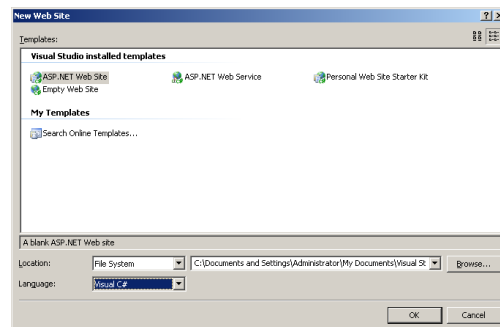 New Web Site
Templates:
Visual Studio installed templates
ASP.NET Web Site ASP.NET Web Service Personal Web Site Starter Kit
Empty Web Site
My Templates
Search Online Templates...
A blank ASP.NET Web site
Location: File System C:\Documents and Settings\Administrator\My Documents\Visual St Browse...
Language: Visual C#
OK Cancel